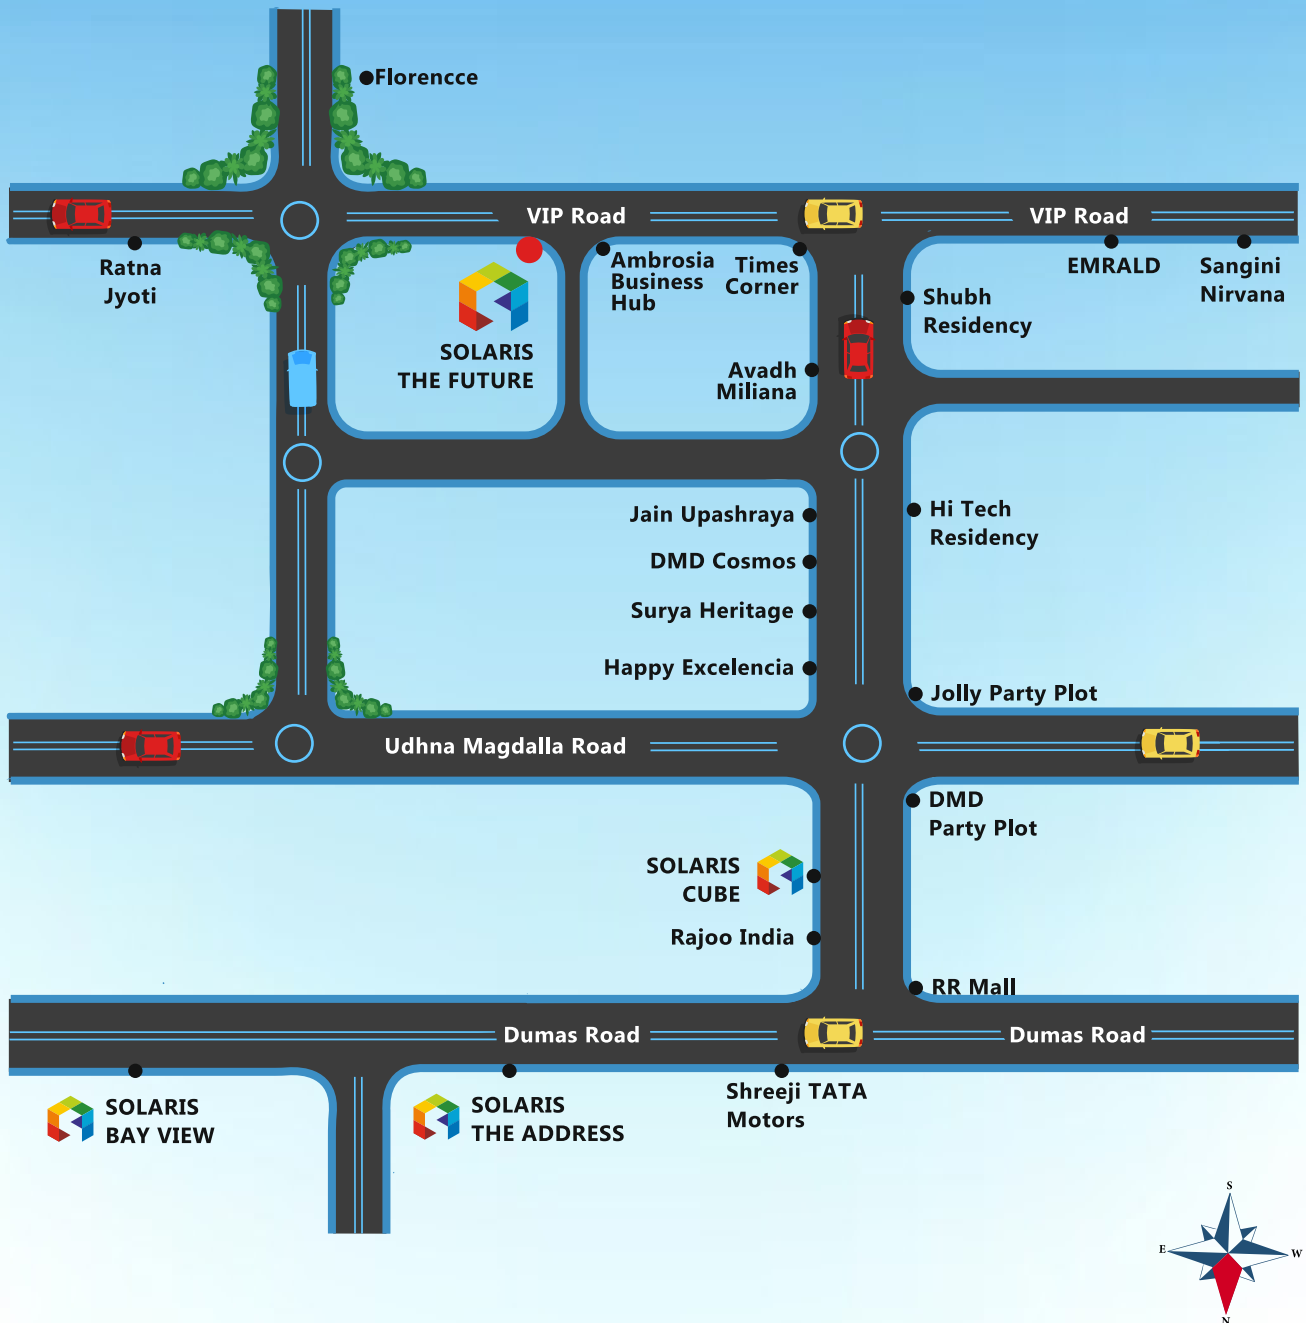 Florencce
VIP Road
VIP Road
Ratna
Jyoti
Ambrosia
Business
Hub
Times
Corner
EMRALD
Sangini
Nirvana
Shubh
Residency
SOLARIS
THE FUTURE
Avadh
Miliana
Jain Upashraya
Hi Tech
Residency
DMD Cosmos
Surya Heritage
Happy Excelencia
Jolly Party Plot
Udhna Magdalla Road
DMD
Party Plot
SOLARIS
CUBE
Rajoo India
RR Mall
Dumas Road
Dumas Road
SOLARIS
BAY VIEW
SOLARIS
THE ADDRESS
Shreeji TATA
Motors
S
E
W
N